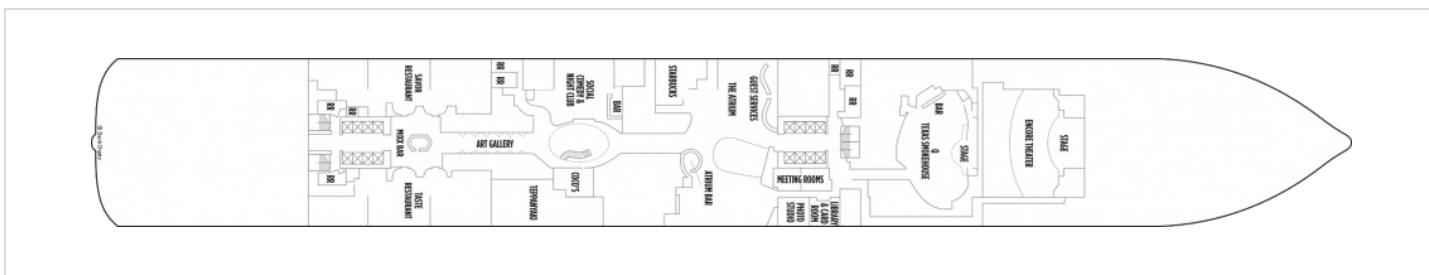 © DeckChatta
RR
RR
RR
SAVOR
RESTAURANT
MIXX BAR
TASTE
RESTAURANT
ART GALLERY
RR
RR
SOCIAL
COMEDY &
NIGHT CLUB
BAR
COCO'S
TEPPANYAKI
STARBUCKS
THE ATRIUM
GUEST SERVICES
ATRIUM BAR
MEETING ROOMS
PHOTO
STUDIO
LIBRARY
& CARD
ROOM
RR
RR
RR
BAR
Q
TEXAS SMOKEHOUSE
STAGE
ENCORE THEATER
STAGE